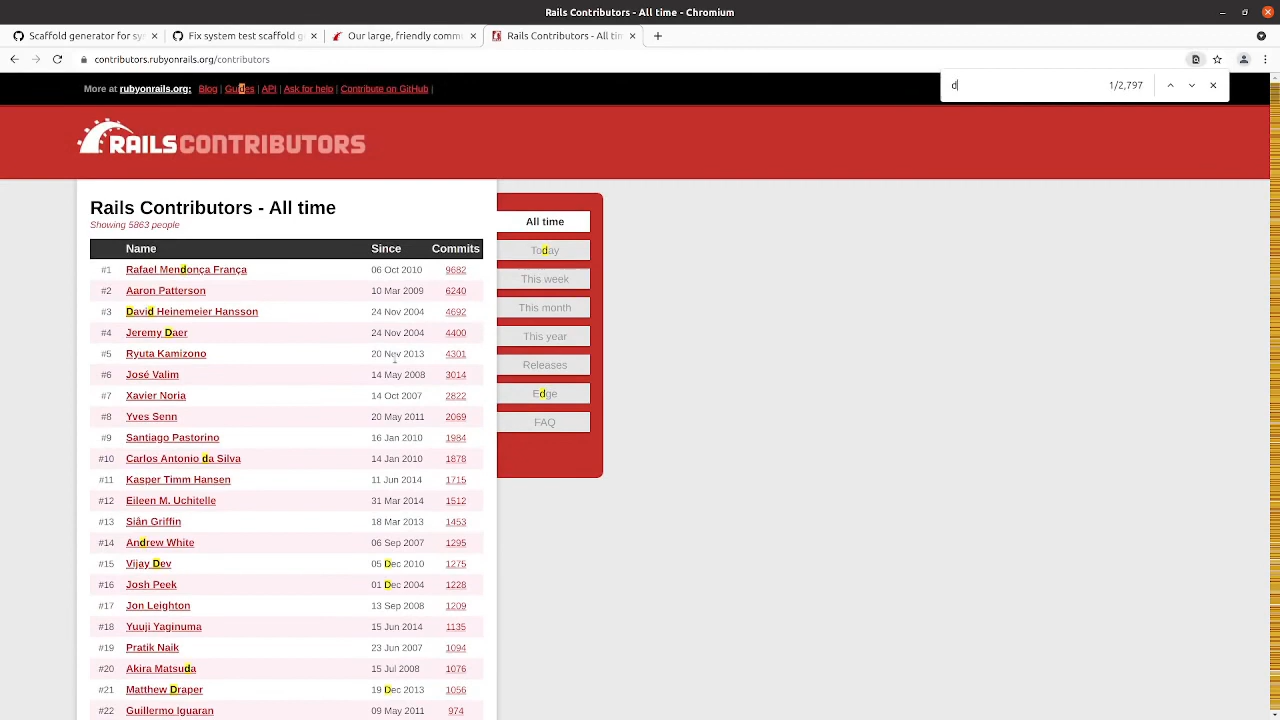 Rails Contributors - All time - Chromium
Scaffold generator for sy
Fix system test scaffold g
Our large, friendly comm
Rails Contributors - All tim
contributors.rubyonrails.org/contributors
d
1/2,797
More at rubyonrails.org: Blog | Guides | API | Ask for help | Contribute on GitHub |
RAILS CONTRIBUTORS
Rails Contributors - All time
Showing 5863 people
Name Since Commits
#1 Rafael Mendonça França 06 Oct 2010 9682
#2 Aaron Patterson 10 Mar 2009 6240
#3 David Heinemeier Hansson 24 Nov 2004 4692
#4 Jeremy Daer 24 Nov 2004 4400
#5 Ryuta Kamizono 20 Nov 2013 4301
#6 José Valim 14 May 2008 3014
#7 Xavier Noria 14 Oct 2007 2822
#8 Yves Senn 20 May 2011 2069
#9 Santiago Pastorino 16 Jan 2010 1984
#10 Carlos Antonio da Silva 14 Jan 2010 1878
#11 Kasper Timm Hansen 11 Jun 2014 1715
#12 Eileen M. Uchitelle 31 Mar 2014 1512
#13 Siân Griffin 18 Mar 2013 1453
#14 Andrew White 06 Sep 2007 1295
#15 Vijay Dev 05 Dec 2010 1275
#16 Josh Peek 01 Dec 2004 1228
#17 Jon Leighton 13 Sep 2008 1209
#18 Yuuji Yaginuma 15 Jun 2014 1135
#19 Pratik Naik 23 Jun 2007 1094
#20 Akira Matsuda 15 Jul 2008 1076
#21 Matthew Draper 19 Dec 2013 1056
#22 Guillermo Iguaran 09 May 2011 974
All time
Today
This week
This month
This year
Releases
Edge
FAQ